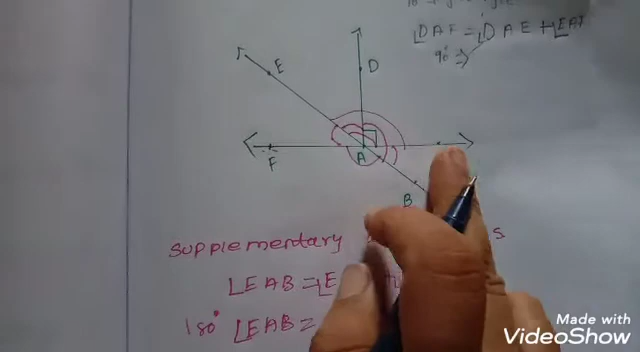 ∠DAF = ∠DAE + ∠EAF
90° ⇒
E
D
F
A
B
Supplementary
s
∠EAB = ∠E
180° ∠EAB =
Made with
VideoShow